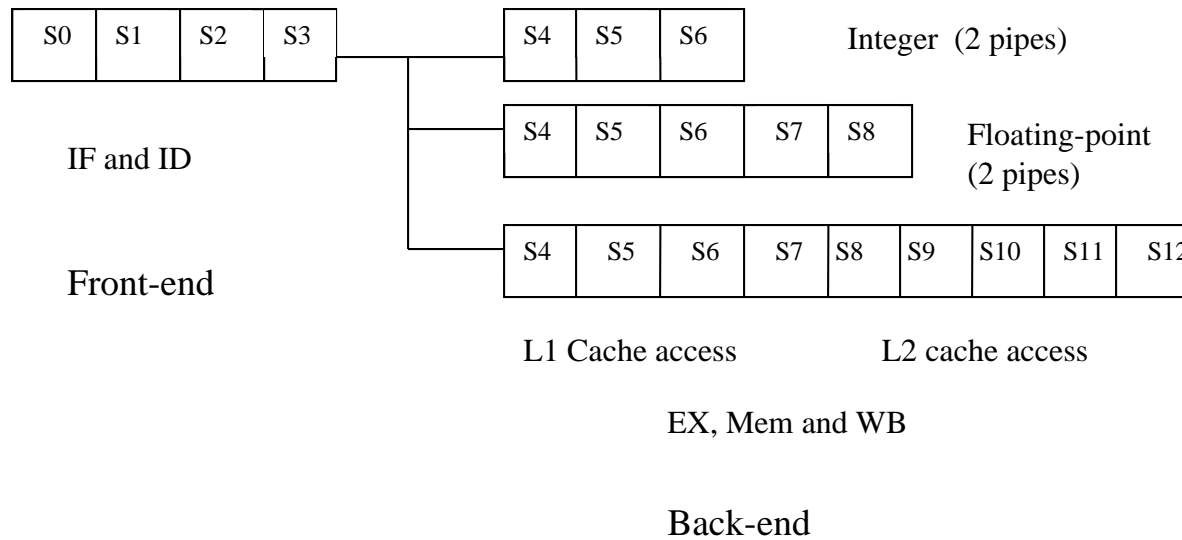 S0 S1 S2 S3
S4 S5 S6
Integer (2 pipes)
S4 S5 S6 S7 S8
Floating-point
(2 pipes)
IF and ID
S4 S5 S6 S7 S8 S9 S10 S11 S12
Front-end
L1 Cache access
L2 cache access
EX, Mem and WB
Back-end